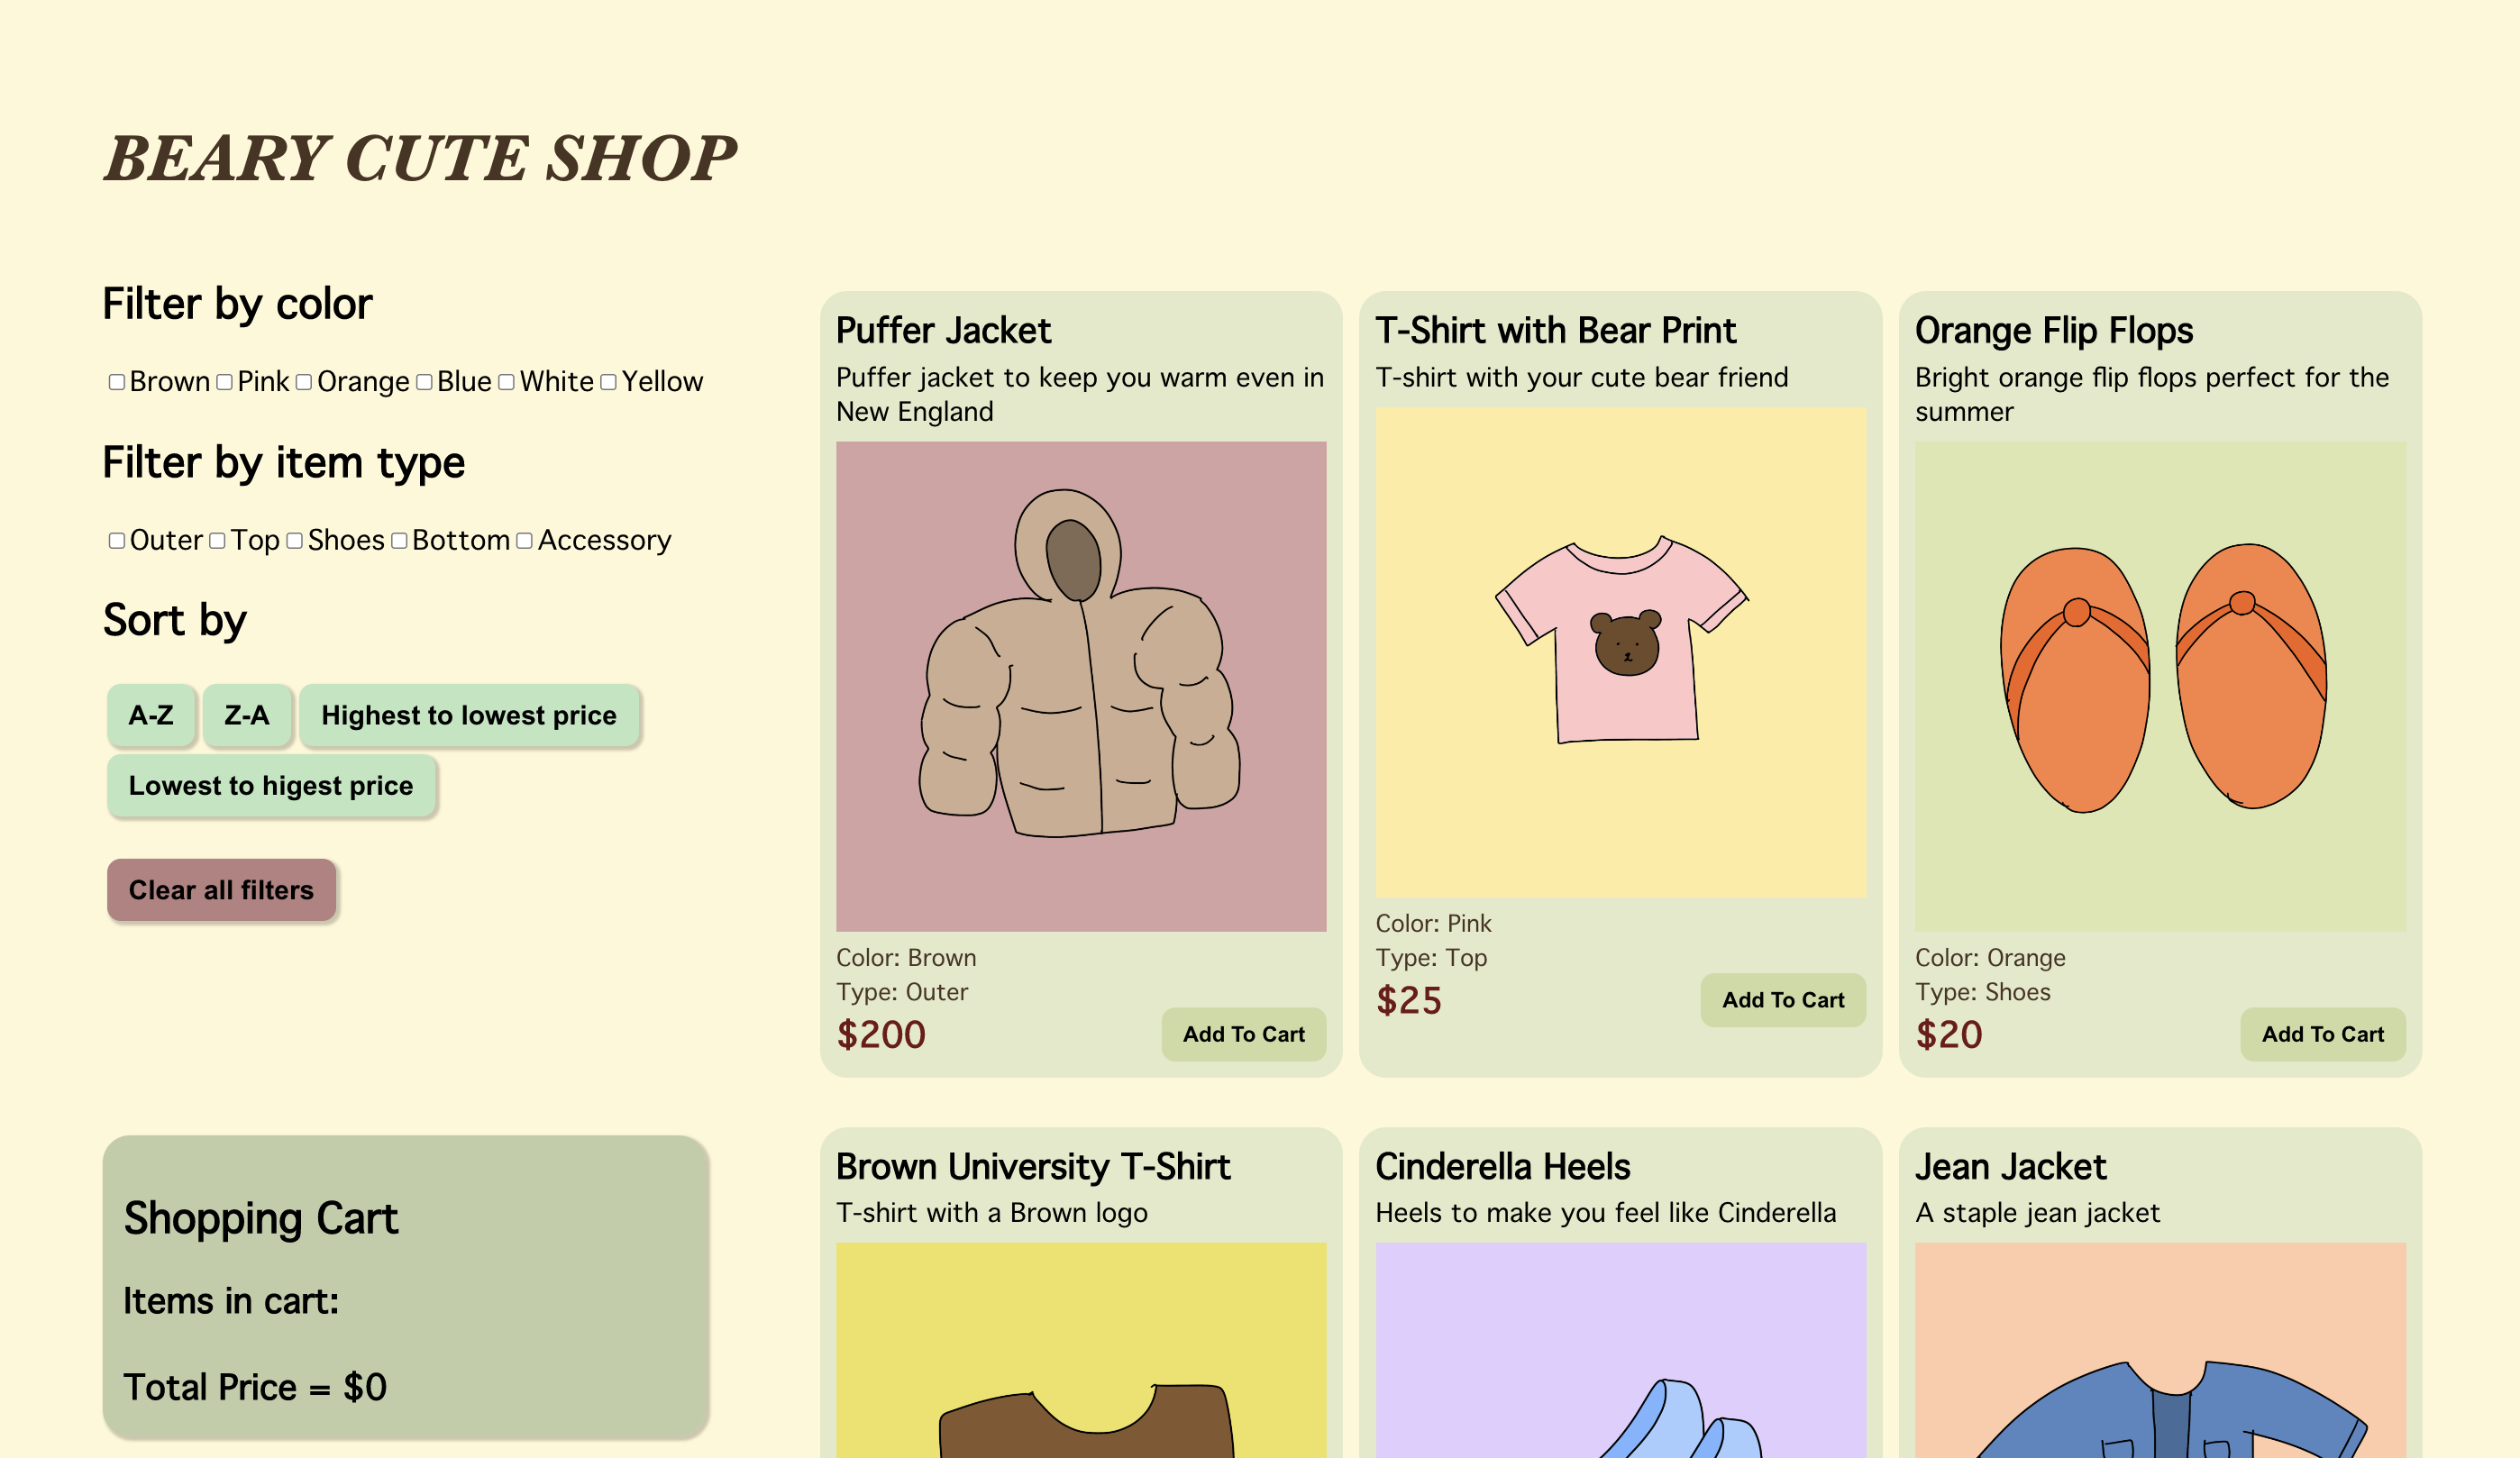 BEARY CUTE SHOP
Filter by color
Brown Pink Orange Blue White Yellow
Filter by item type
Outer Top Shoes Bottom Accessory
Sort by
A-Z Z-A Highest to lowest price
Lowest to higest price
Clear all filters
Shopping Cart
Items in cart:
Total Price = $0
Puffer Jacket
Puffer jacket to keep you warm even in
New England
Color: Brown
Type: Outer
$200 Add To Cart
T-Shirt with Bear Print
T-shirt with your cute bear friend
Color: Pink
Type: Top
$25 Add To Cart
Orange Flip Flops
Bright orange flip flops perfect for the
summer
Color: Orange
Type: Shoes
$20 Add To Cart
Brown University T-Shirt
T-shirt with a Brown logo
Cinderella Heels
Heels to make you feel like Cinderella
Jean Jacket
A staple jean jacket